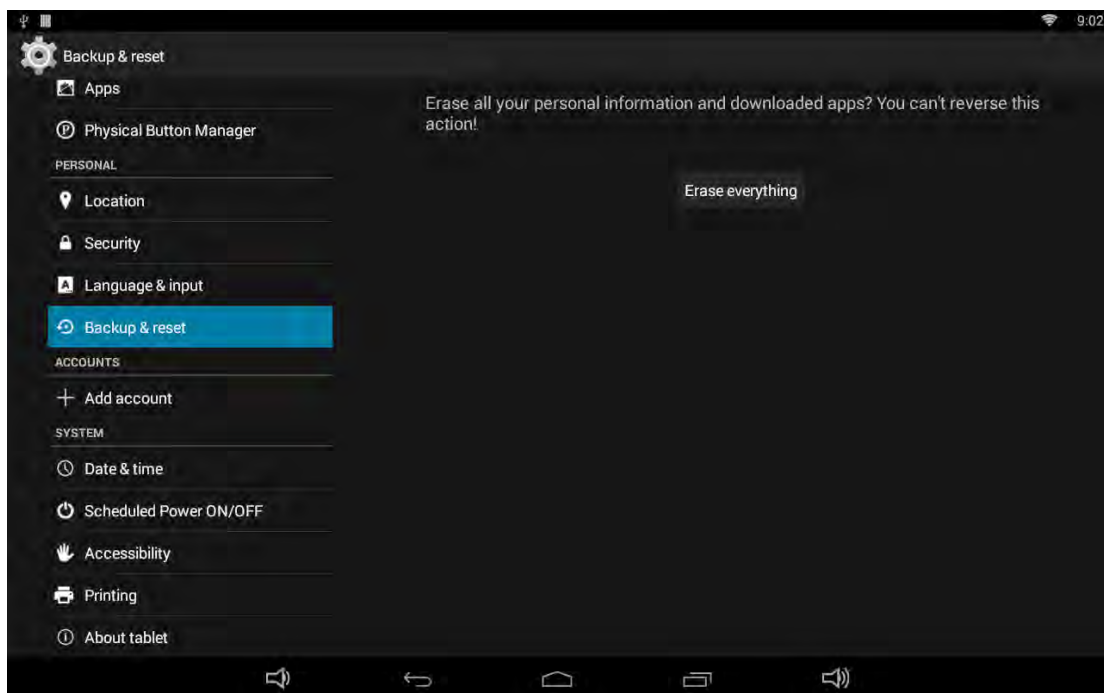 9:02
Backup & reset
Apps
Physical Button Manager
PERSONAL
Location
Security
Language & input
Backup & reset
ACCOUNTS
Add account
SYSTEM
Date & time
Scheduled Power ON/OFF
Accessibility
Printing
About tablet
Erase all your personal information and downloaded apps? You can't reverse this
action!
Erase everything